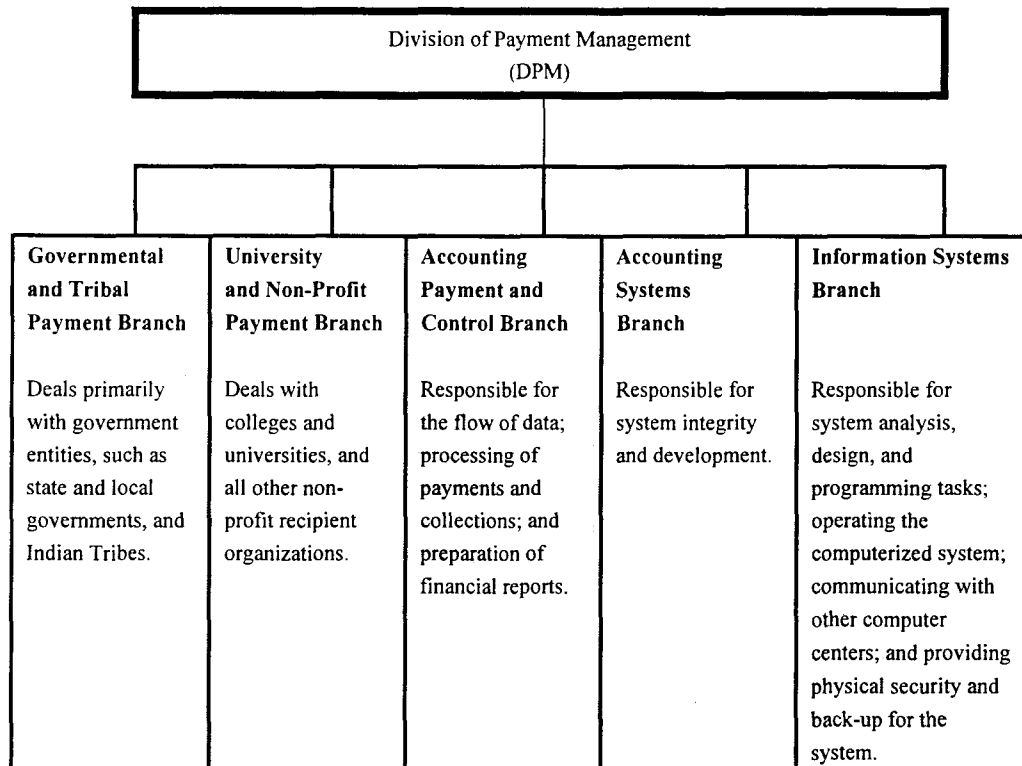 Division of Payment Management
(DPM)
Governmental
and Tribal
Payment Branch
Deals primarily
with government
entities, such as
state and local
governments, and
Indian Tribes.
University
and Non-Profit
Payment Branch
Deals with
colleges and
universities, and
all other non-
profit recipient
organizations.
Accounting
Payment and
Control Branch
Responsible for
the flow of data;
processing of
payments and
collections; and
preparation of
financial reports.
Accounting
Systems
Branch
Responsible for
system integrity
and development.
Information Systems
Branch
Responsible for
system analysis,
design, and
programming tasks;
operating the
computerized system;
communicating with
other computer
centers; and providing
physical security and
back-up for the
system.